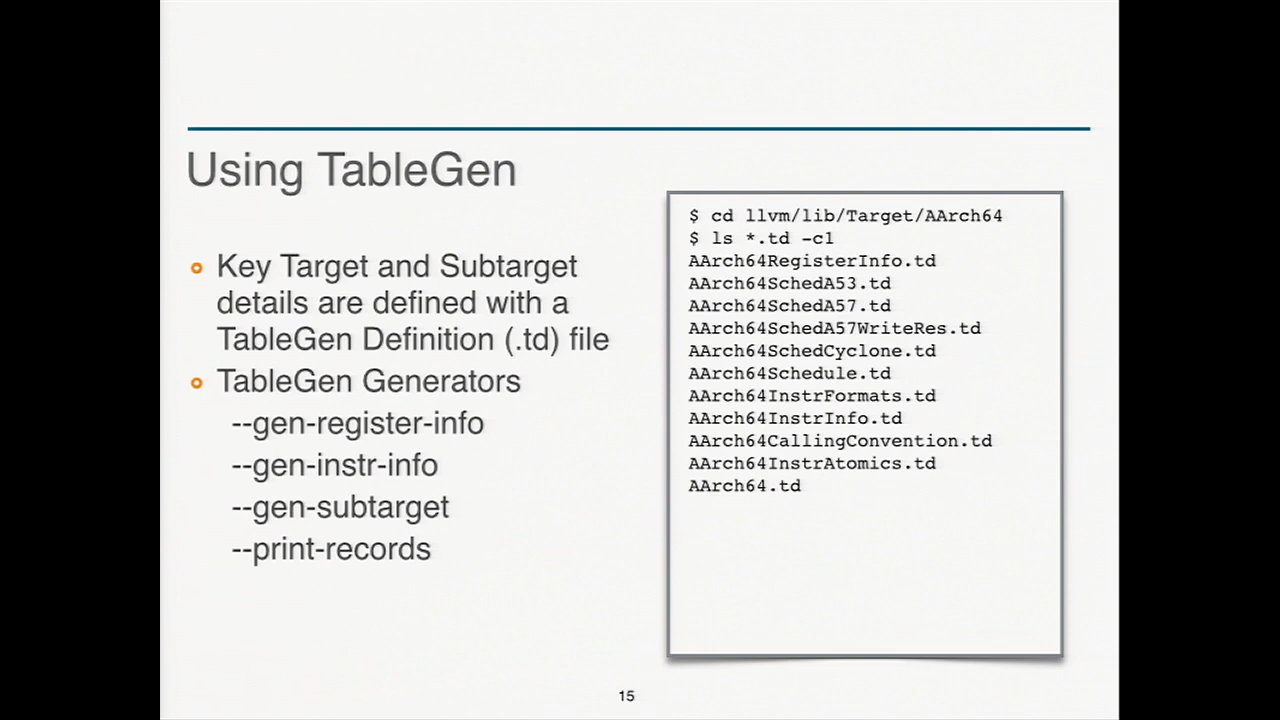 Using TableGen
Key Target and Subtarget
details are defined with a
TableGen Definition (.td) file
TableGen Generators
--gen-register-info
--gen-instr-info
--gen-subtarget
--print-records
$ cd llvm/lib/Target/AArch64
$ ls *.td -c1
AArch64RegisterInfo.td
AArch64SchedA53.td
AArch64SchedA57.td
AArch64SchedA57WriteRes.td
AArch64SchedCyclone.td
AArch64Schedule.td
AArch64InstrFormats.td
AArch64InstrInfo.td
AArch64CallingConvention.td
AArch64InstrAtomics.td
AArch64.td
15